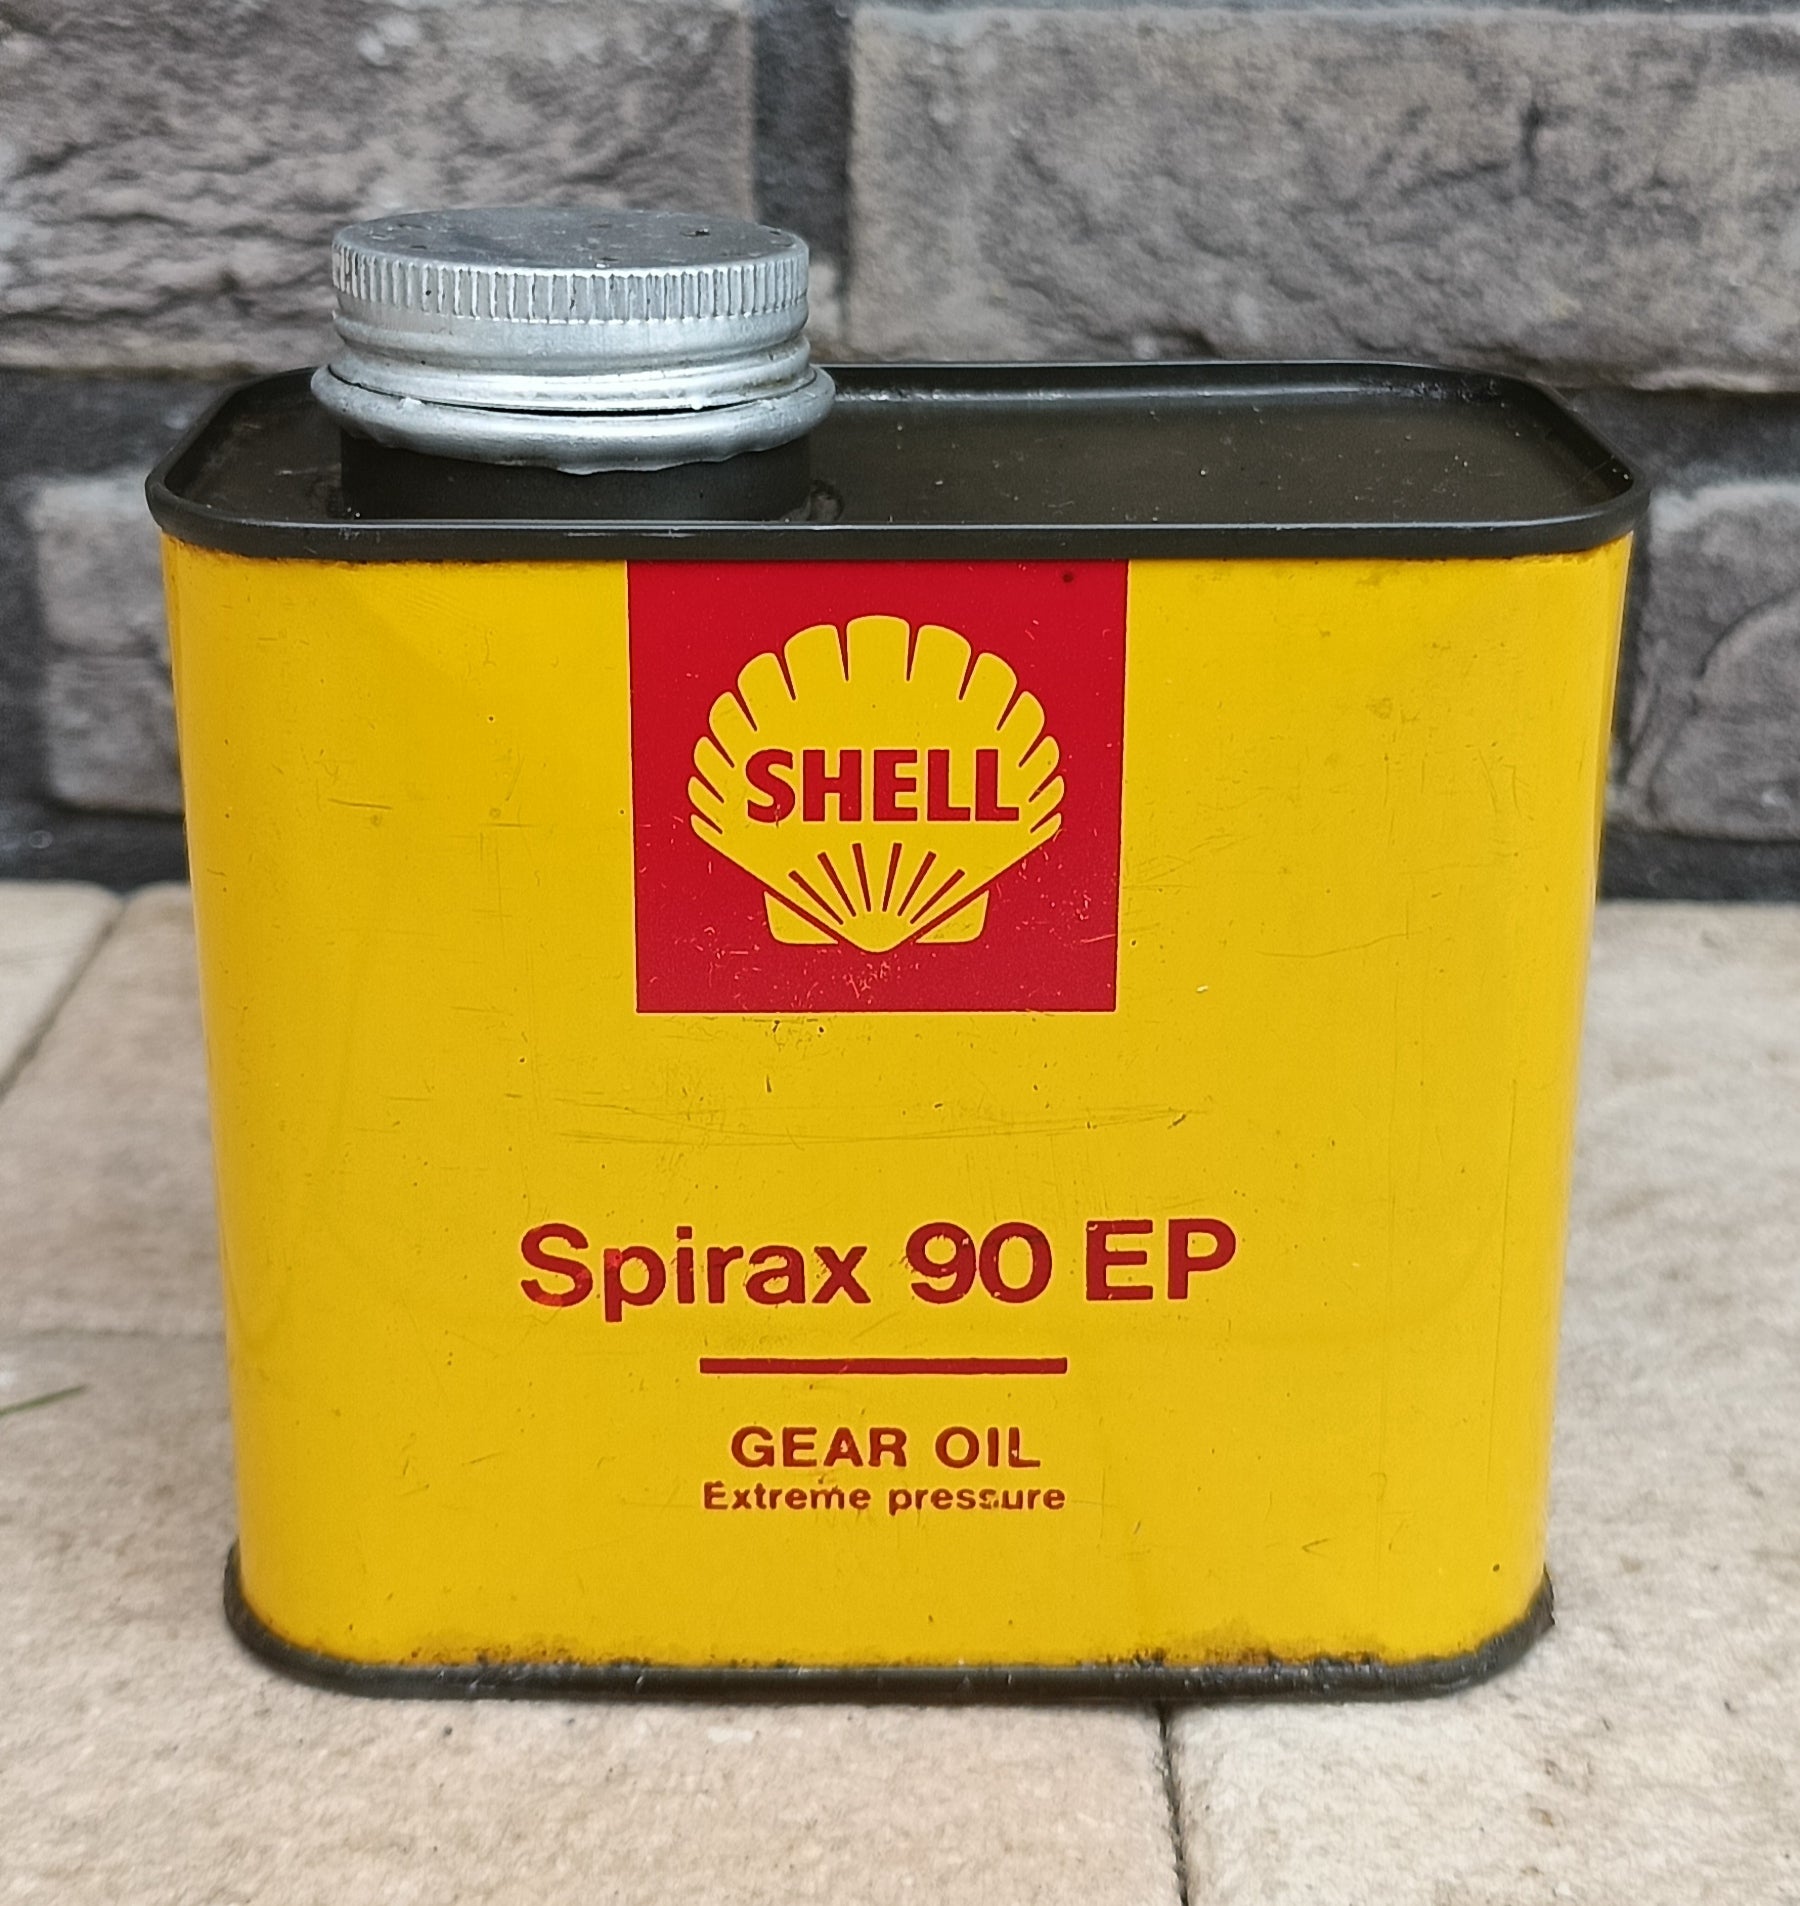 SHELL
Spirax 90 EP
GEAR OIL
Extreme pressure